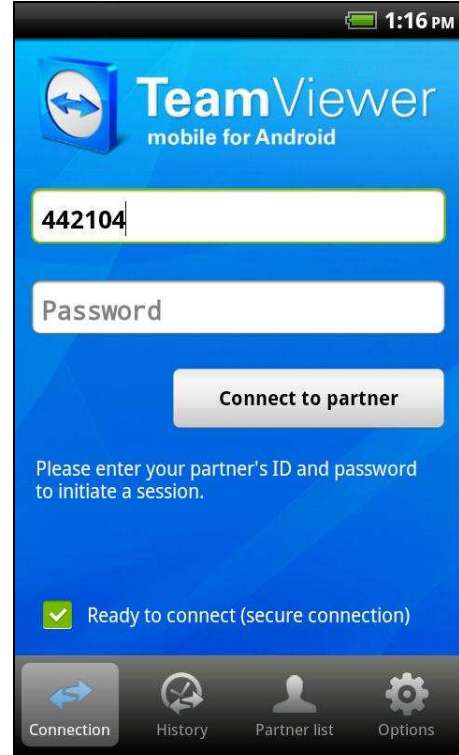 1:16 PM
TeamViewer
mobile for Android
442104
Password
Connect to partner
Please enter your partner's ID and password
to initiate a session.
Ready to connect (secure connection)
Connection History Partner list Options